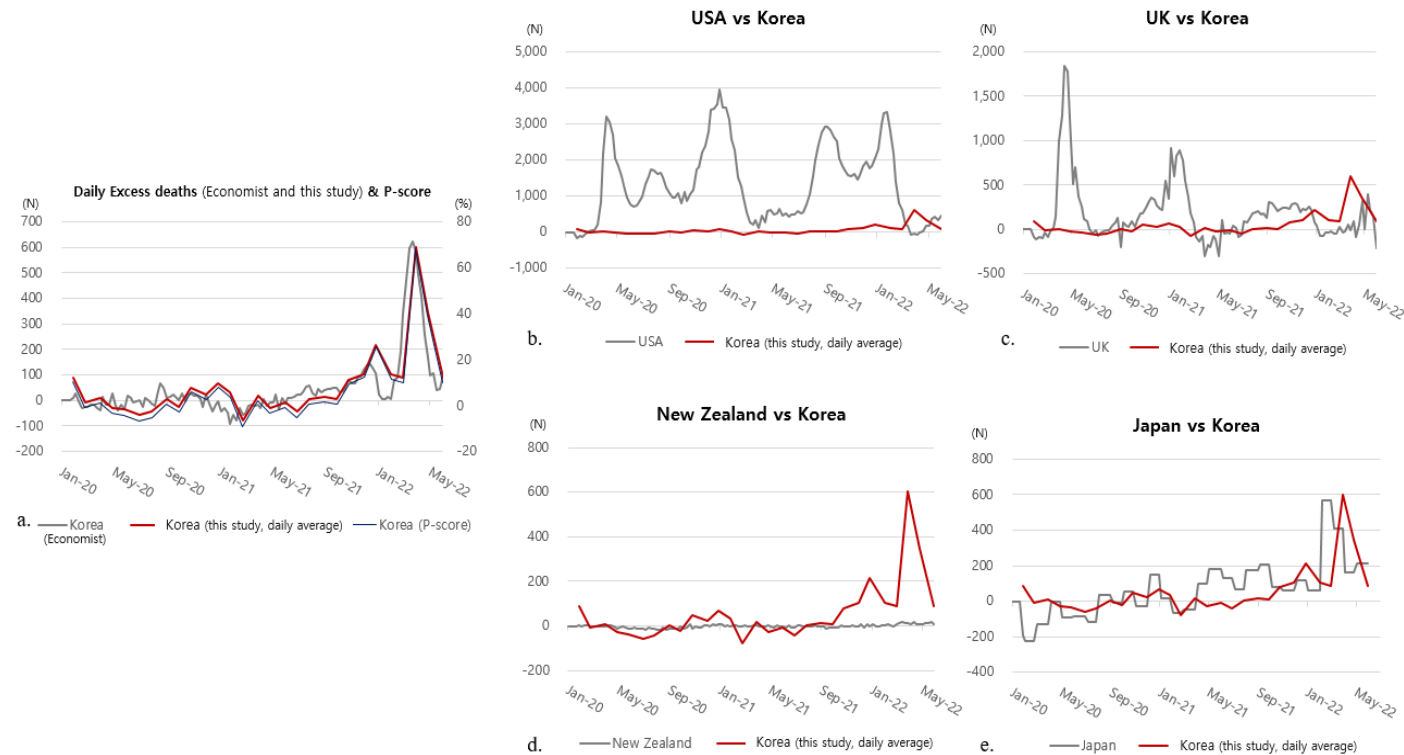 Daily Excess deaths (Economist and this study) & P-score
(N)
(%)
700
600
500
400
300
200
100
0
-100
-200
80
60
40
20
0
-20
Jan-20
May-20
Sep-20
Jan-21
May-21
Sep-21
Jan-22
May-22
a.
Korea
(Economist)
Korea (this study, daily average)
Korea (P-score)
USA vs Korea
(N)
5,000
4,000
3,000
2,000
1,000
0
-1,000
Jan-20
May-20
Sep-20
Jan-21
May-21
Sep-21
Jan-22
May-22
b.
USA
Korea (this study, daily average)
UK vs Korea
(N)
2,000
1,500
1,000
500
0
-500
Jan-20
May-20
Sep-20
Jan-21
May-21
Sep-21
Jan-22
May-22
c.
UK
Korea (this study, daily average)
New Zealand vs Korea
(N)
800
600
400
200
0
-200
Jan-20
May-20
Sep-20
Jan-21
May-21
Sep-21
Jan-22
May-22
d.
New Zealand
Korea (this study, daily average)
Japan vs Korea
(N)
800
600
400
200
0
-200
-400
Jan-20
May-20
Sep-20
Jan-21
May-21
Sep-21
Jan-22
May-22
e.
Japan
Korea (this study, daily average)